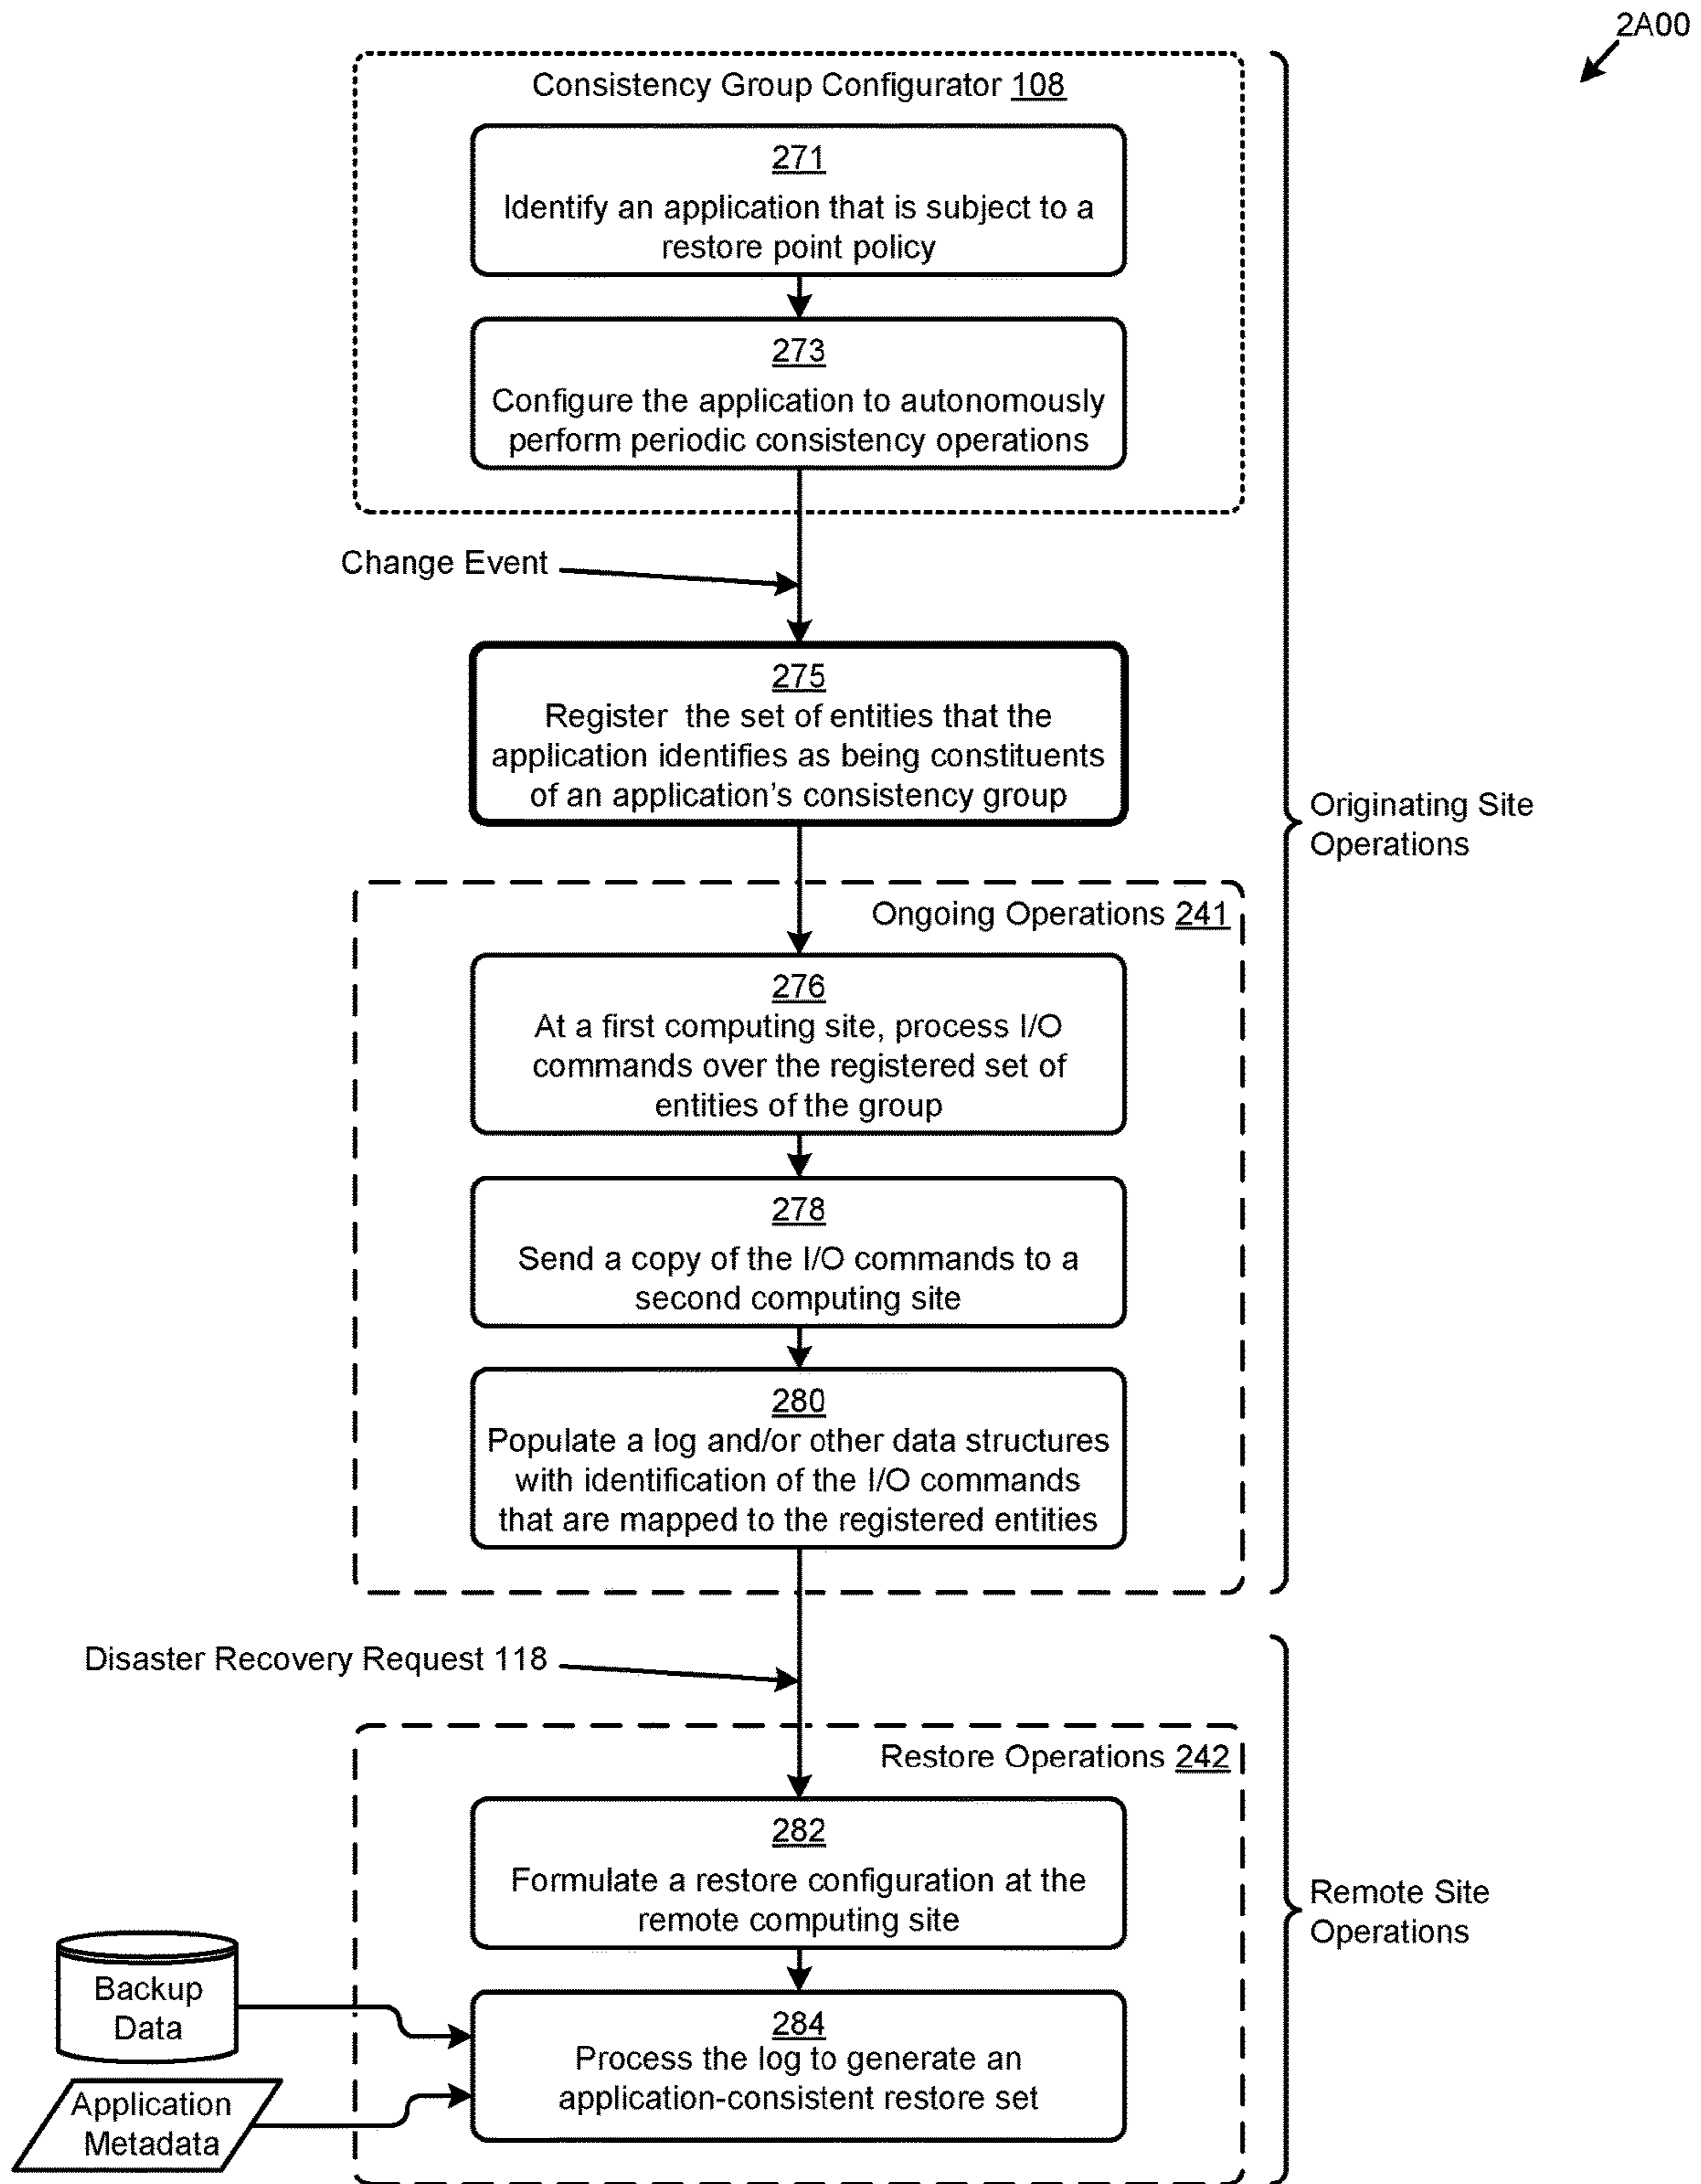 2A00
Consistency Group Configurator 108
271
Identify an application that is subject to a
restore point policy
273
Configure the application to autonomously
perform periodic consistency operations
Change Event
275
Register the set of entities that the
application identifies as being constituents
of an application's consistency group
Originating Site
Operations
Ongoing Operations 241
276
At a first computing site, process I/O
commands over the registered set of
entities of the group
278
Send a copy of the I/O commands to a
second computing site
280
Populate a log and/or other data structures
with identification of the I/O commands
that are mapped to the registered entities
Disaster Recovery Request 118
Restore Operations 242
282
Formulate a restore configuration at the
remote computing site
Remote Site
Operations
Backup
Data
284
Process the log to generate an
application-consistent restore set
Application
Metadata